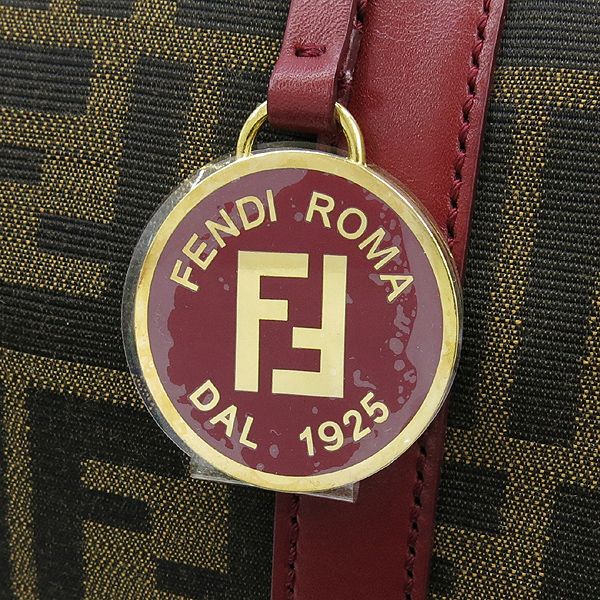 FENDI ROMA
FF
DAL 1925